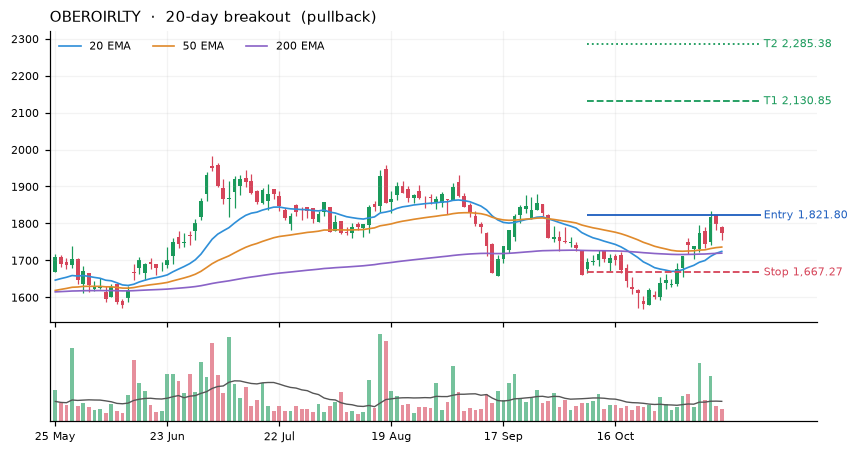 OBEROIRLTY · 20-day breakout (pullback)
20 EMA 50 EMA 200 EMA
2300
2200
2100
2000
1900
1800
1700
1600
T2 2,285.38
T1 2,130.85
Entry 1,821.80
Stop 1,667.27
25 May 23 Jun 22 Jul 19 Aug 17 Sep 16 Oct